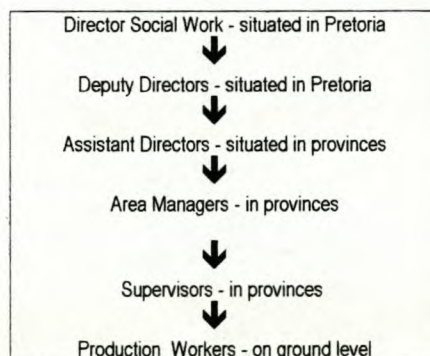 Director Social Work - situated in Pretoria
Deputy Directors - situated in Pretoria
Assistant Directors - situated in provinces
Area Managers - in provinces
Supervisors - in provinces
Production Workers - on ground level